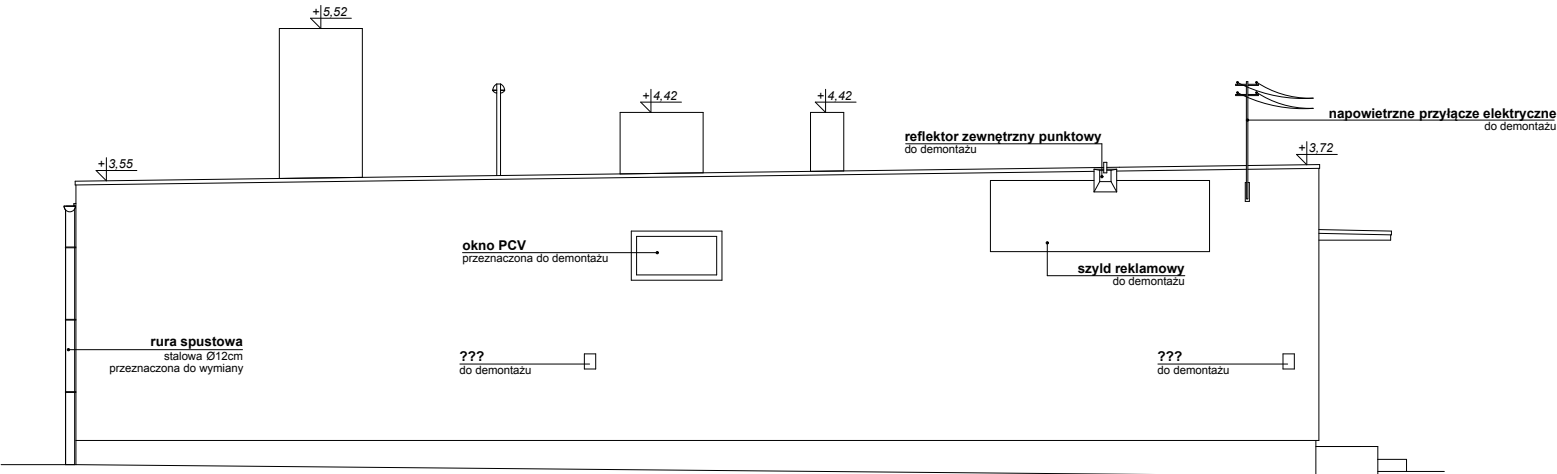 +5,52
+4,42
+4,42
napowietrzne przyłącze elektryczne
do demontażu
reflektor zewnętrzny punktowy
do demontażu
+3,55
+3,72
okno PCV
przeznaczona do demontażu
szyld reklamowy
do demontażu
rura spustowa
stalowa Ø12cm
przeznaczona do wymiany
???
do demontażu
???
do demontażu